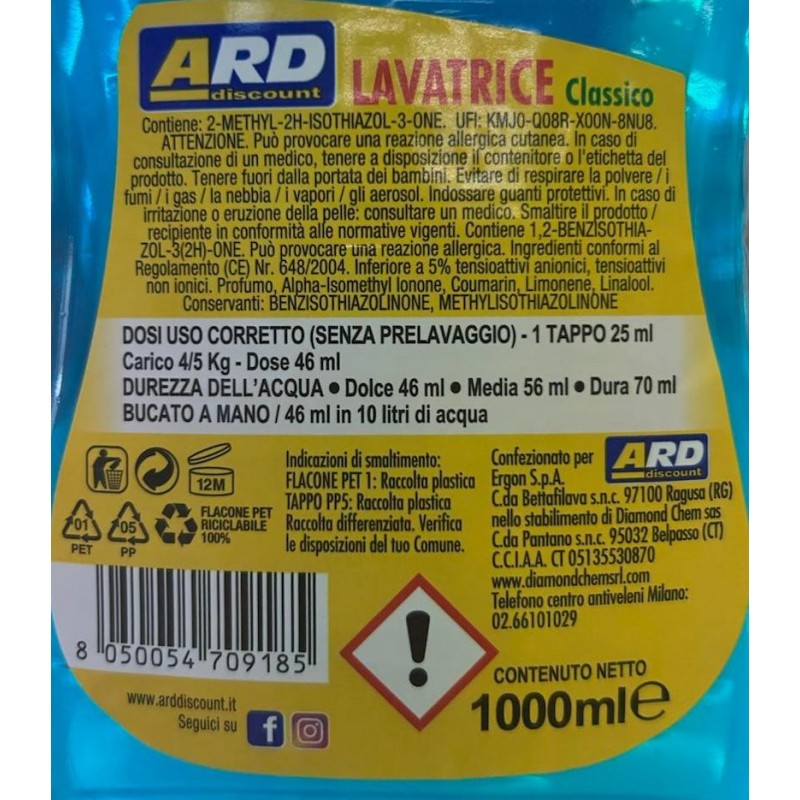 ARD discount
LAVATRICE Classico
Contiene: 2-METHYL-2H-ISOTHIAZOL-3-ONE. UFI: KMJ0-Q08R-X00N-8NU8.
ATTENZIONE. Può provocare una reazione allergica cutanea. In caso di
consultazione di un medico, tenere a disposizione il contenitore o l'etichetta del
prodotto. Tenere fuori dalla portata dei bambini. Evitare di respirare la polvere / i
fumi / i gas / la nebbia / i vapori / gli aerosol. Indossare guanti protettivi. In caso di
irritazione o eruzione della pelle: consultare un medico. Smaltire il prodotto /
recipiente in conformità alle normative vigenti. Contiene 1,2-BENZISOTHIA-
ZOL-3(2H)-ONE. Può provocare una reazione allergica. Ingredienti conformi al
Regolamento (CE) Nr. 648/2004. Inferiore a 5% tensioattivi anionici, tensioattivi
non ionici. Profumo, Alpha-Isomethyl Ionone, Coumarin, Limonene, Linalool.
Conservanti: BENZISOTHIAZOLINONE, METHYLISOTHIAZOLINONE
DOSI USO CORRETTO (SENZA PRELAVAGGIO) - 1 TAPPO 25 ml
Carico 4/5 Kg - Dose 46 ml
DUREZZA DELL'ACQUA ● Dolce 46 ml ● Media 56 ml ● Dura 70 ml
BUCATO A MANO / 46 ml in 10 litri di acqua
12M
01
PET
05
PP
FLACONE PET
RICICLABILE
100%
Indicazioni di smaltimento:
FLACONE PET 1: Raccolta plastica
TAPPO PP5: Raccolta plastica
Raccolta differenziata. Verifica
le disposizioni del tuo Comune.
Confezionato per ARD discount
Ergon S.p.A.
C.da Bettafilava s.n.c. 97100 Ragusa (RG)
nello stabilimento di Diamond Chem sas
C.da Pantano s.n.c. 95032 Belpasso (CT)
C.C.I.A.A. CT 05135530870
www.diamondchemsrl.com
Telefono centro antiveleni Milano:
02.66101029
8 050054 709185
www.arddiscount.it
Seguici su
CONTENUTO NETTO
1000ml℮